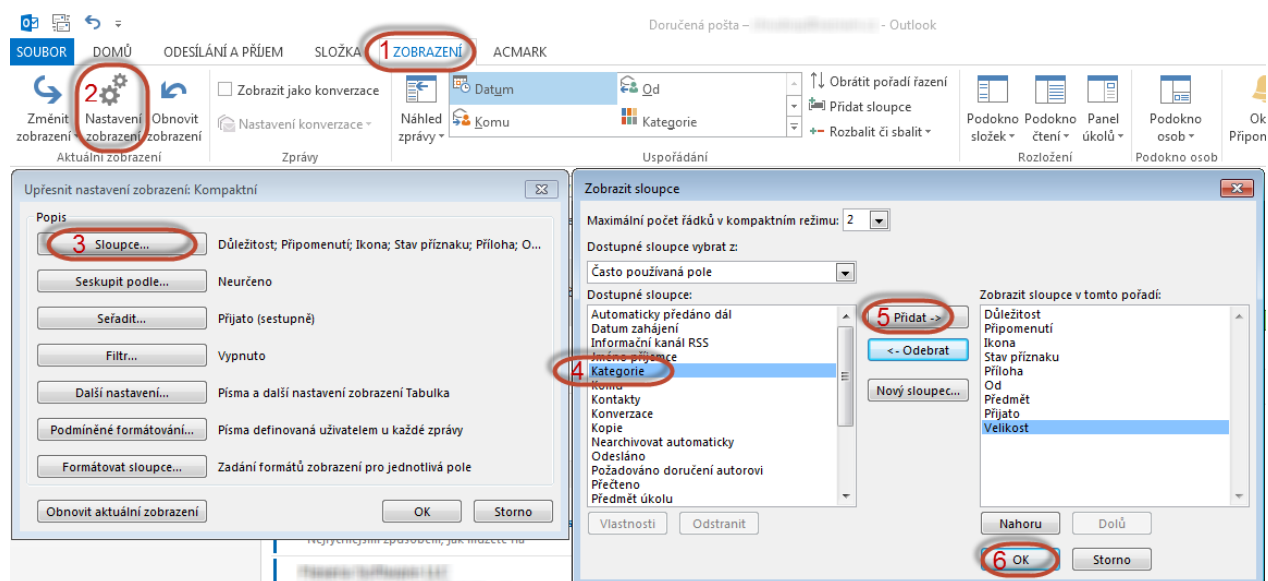 Doručená pošta – - Outlook
SOUBOR DOMŮ ODESÍLÁNÍ A PŘÍJEM SLOŽKA 1 ZOBRAZENÍ ACMARK
Změnit zobrazení
2 Nastavení zobrazení
Obnovit zobrazení
Aktuální zobrazení
Zobrazit jako konverzace
Nastavení konverzace
Zprávy
Náhled zprávy
Datum
Od
Komu
Kategorie
Obrátit pořadí řazení
Přidat sloupce
Rozbalit či sbalit
Uspořádání
Podokno složek
Podokno čtení
Panel úkolů
Rozložení
Podokno osob
Podokno osob
Upřesnit nastavení zobrazení: Kompaktní
Popis
3 Sloupce... Důležitost; Připomenutí; Ikona; Stav příznaku; Příloha; O...
Seskupit podle... Neurčeno
Seřadit... Přijato (sestupně)
Filtr... Vypnuto
Další nastavení... Písma a další nastavení zobrazení Tabulka
Podmíněné formátování... Písma definovaná uživatelem u každé zprávy
Formátovat sloupce... Zadání formátů zobrazení pro jednotlivá pole
Obnovit aktuální zobrazení OK Storno
Zobrazit sloupce
Maximální počet řádků v kompaktním režimu: 2
Dostupné sloupce vybrat z:
Často používaná pole
Dostupné sloupce:
Automaticky předáno dál
Datum zahájení
Informační kanál RSS
Jméno příjemce
4 Kategorie
Komu
Kontakty
Konverzace
Kopie
Nearchivovat automaticky
Odesláno
Požadováno doručení autorovi
Přečteno
Předmět úkolu
Vlastnosti Odstranit
5 Přidat ->
<- Odebrat
Nový sloupec...
Zobrazit sloupce v tomto pořadí:
Důležitost
Připomenutí
Ikona
Stav příznaku
Příloha
Od
Předmět
Přijato
Velikost
Nahoru Dolů
6 OK Storno